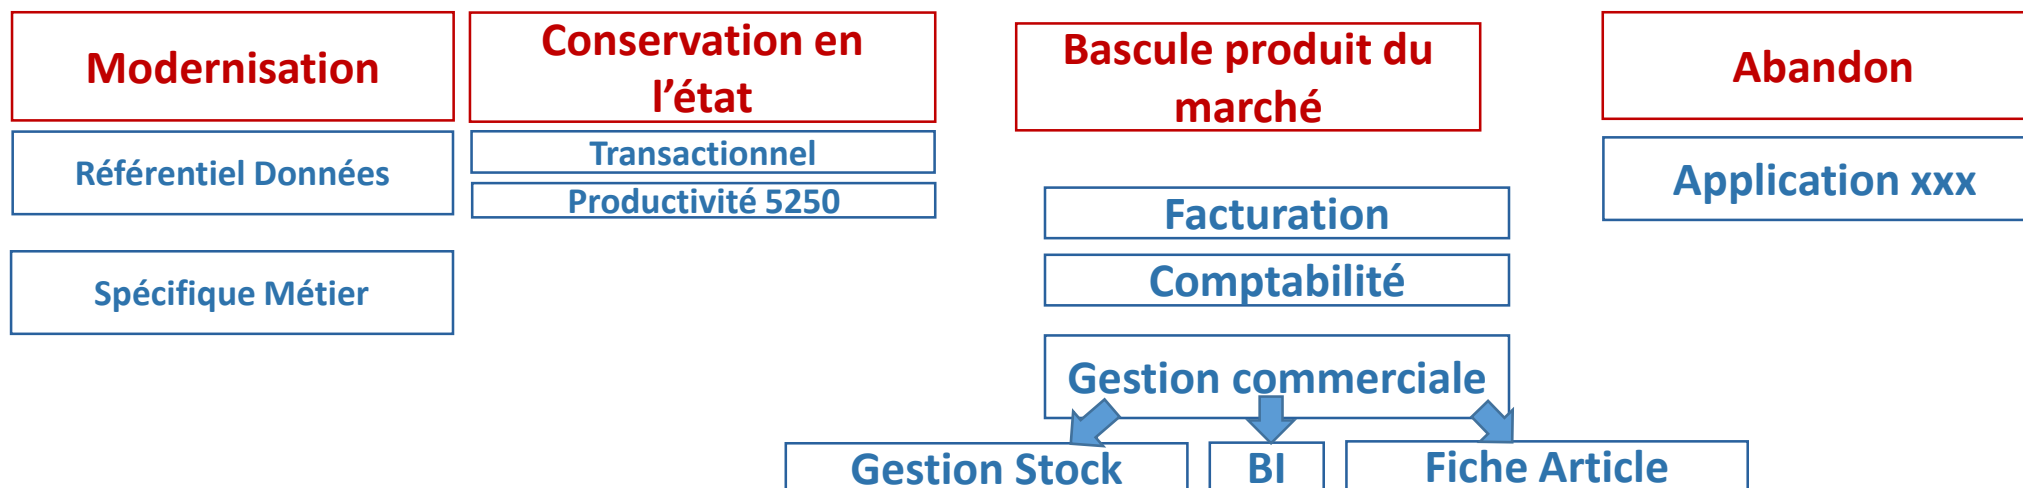 Modernisation
Conservation en
l'état
Bascule produit du
marché
Abandon
Référentiel Données
Transactionnel
Productivité 5250
Application xxx
Spécifique Métier
Facturation
Comptabilité
Gestion commerciale
Gestion Stock
BI
Fiche Article